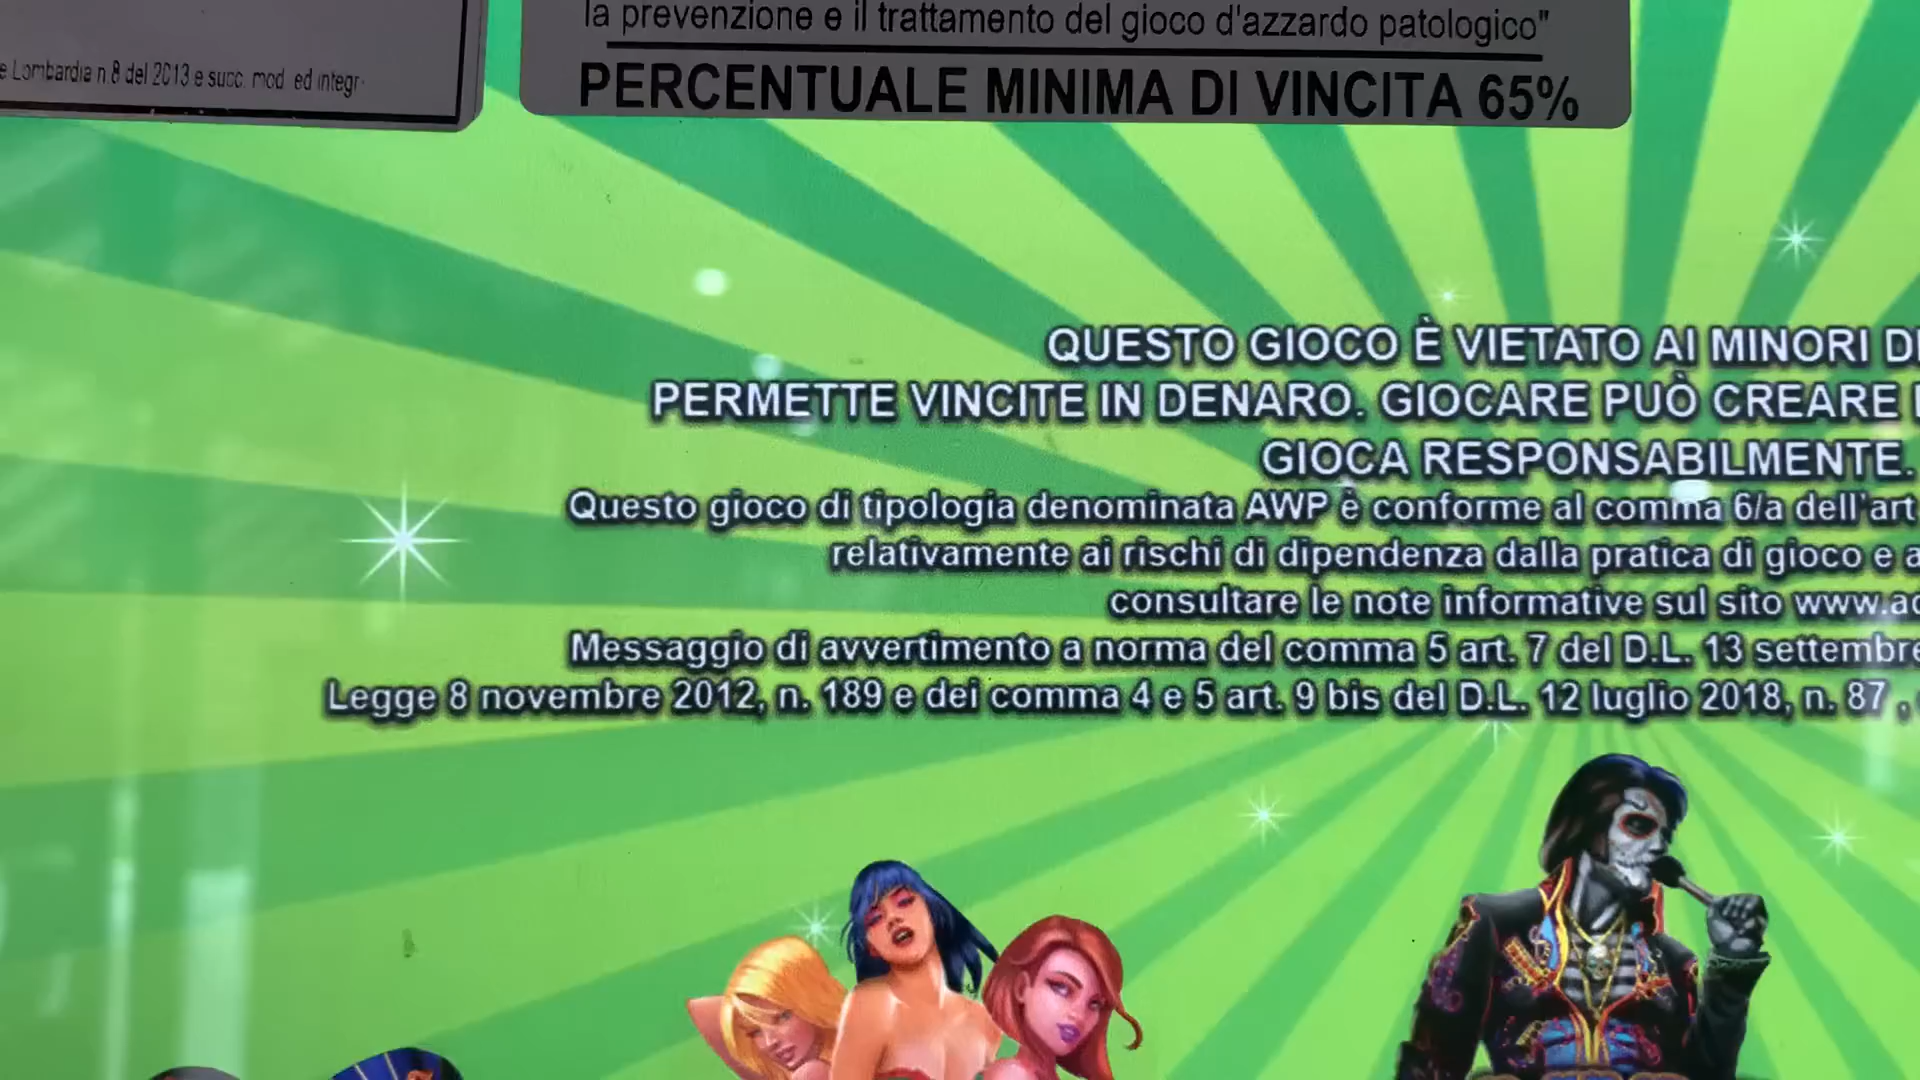 la prevenzione e il trattamento del gioco d'azzardo patologico"
e Lombardia n.8 del 2013 e succ. mod. ed integr.
PERCENTUALE MINIMA DI VINCITA 65%
QUESTO GIOCO È VIETATO AI MINORI DI
PERMETTE VINCITE IN DENARO. GIOCARE PUÒ CREARE
GIOCA RESPONSABILMENTE.
Questo gioco di tipologia denominata AWP è conforme al comma 6/a dell'art
relativamente ai rischi di dipendenza dalla pratica di gioco e a
consultare le note informative sul sito www.ad
Messaggio di avvertimento a norma del comma 5 art. 7 del D.L. 13 settembre
Legge 8 novembre 2012, n. 189 e dei comma 4 e 5 art. 9 bis del D.L. 12 luglio 2018, n. 87 ,